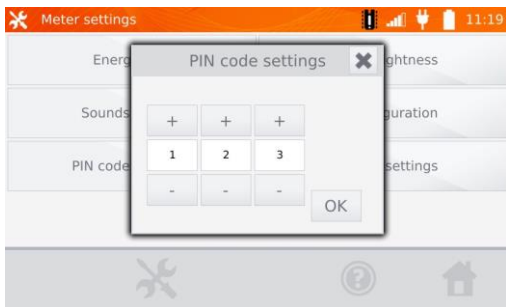 Meter settings 11:19
Energ
ghtness
PIN code settings
Sounds
guration
+ + +
1 2 3
- - -
PIN code
settings
OK